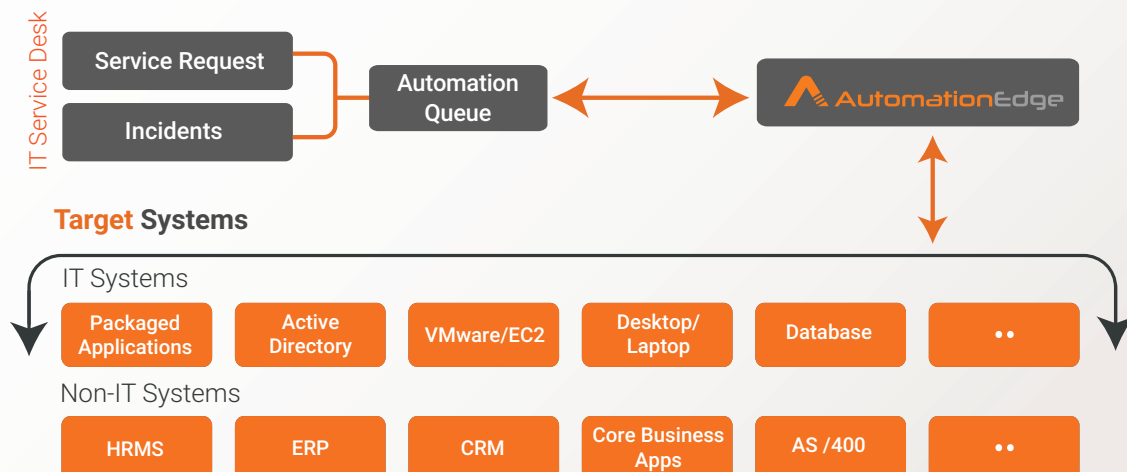 IT Service Desk
Service Request
Incidents
Automation
Queue
AutomationEdge
Target Systems
IT Systems
Packaged
Applications
Active
Directory
VMware/EC2
Desktop/
Laptop
Database
••
Non-IT Systems
HRMS
ERP
CRM
Core Business
Apps
AS /400
••